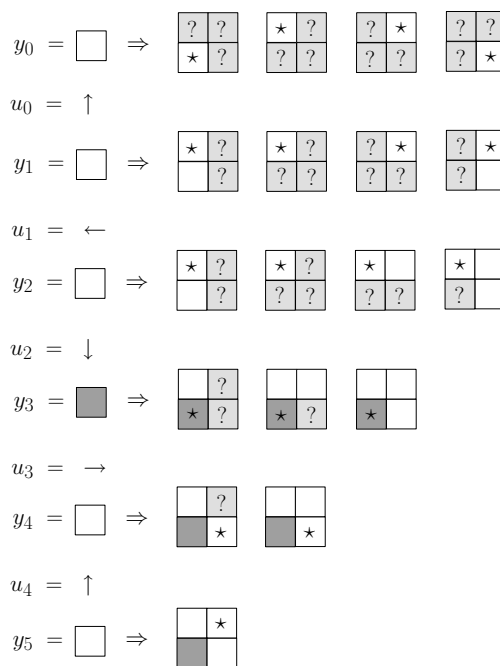 ? ? ⋆ ? ? ⋆ ? ?
y₀ = ⇒
⋆ ? ? ? ? ? ? ⋆
u₀ = ↑
⋆ ? ⋆ ? ? ⋆ ? ⋆
y₁ = ⇒
? ? ? ? ? ?
u₁ = ←
⋆ ? ⋆ ? ⋆ ⋆
y₂ = ⇒
? ? ? ? ? ?
u₂ = ↓
?
y₃ = ⇒
⋆ ? ⋆ ? ⋆
u₃ = →
?
y₄ = ⇒
⋆ ⋆
u₄ = ↑
⋆
y₅ = ⇒